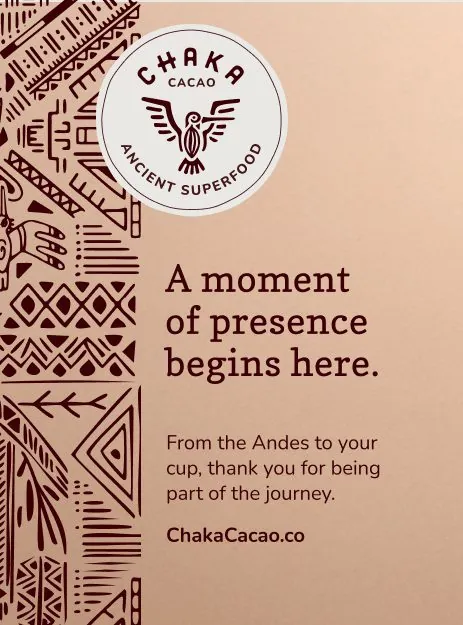 CHAKA
CACAO
ANCIENT SUPERFOOD
A moment
of presence
begins here.
From the Andes to your
cup, thank you for being
part of the journey.
ChakaCacao.co